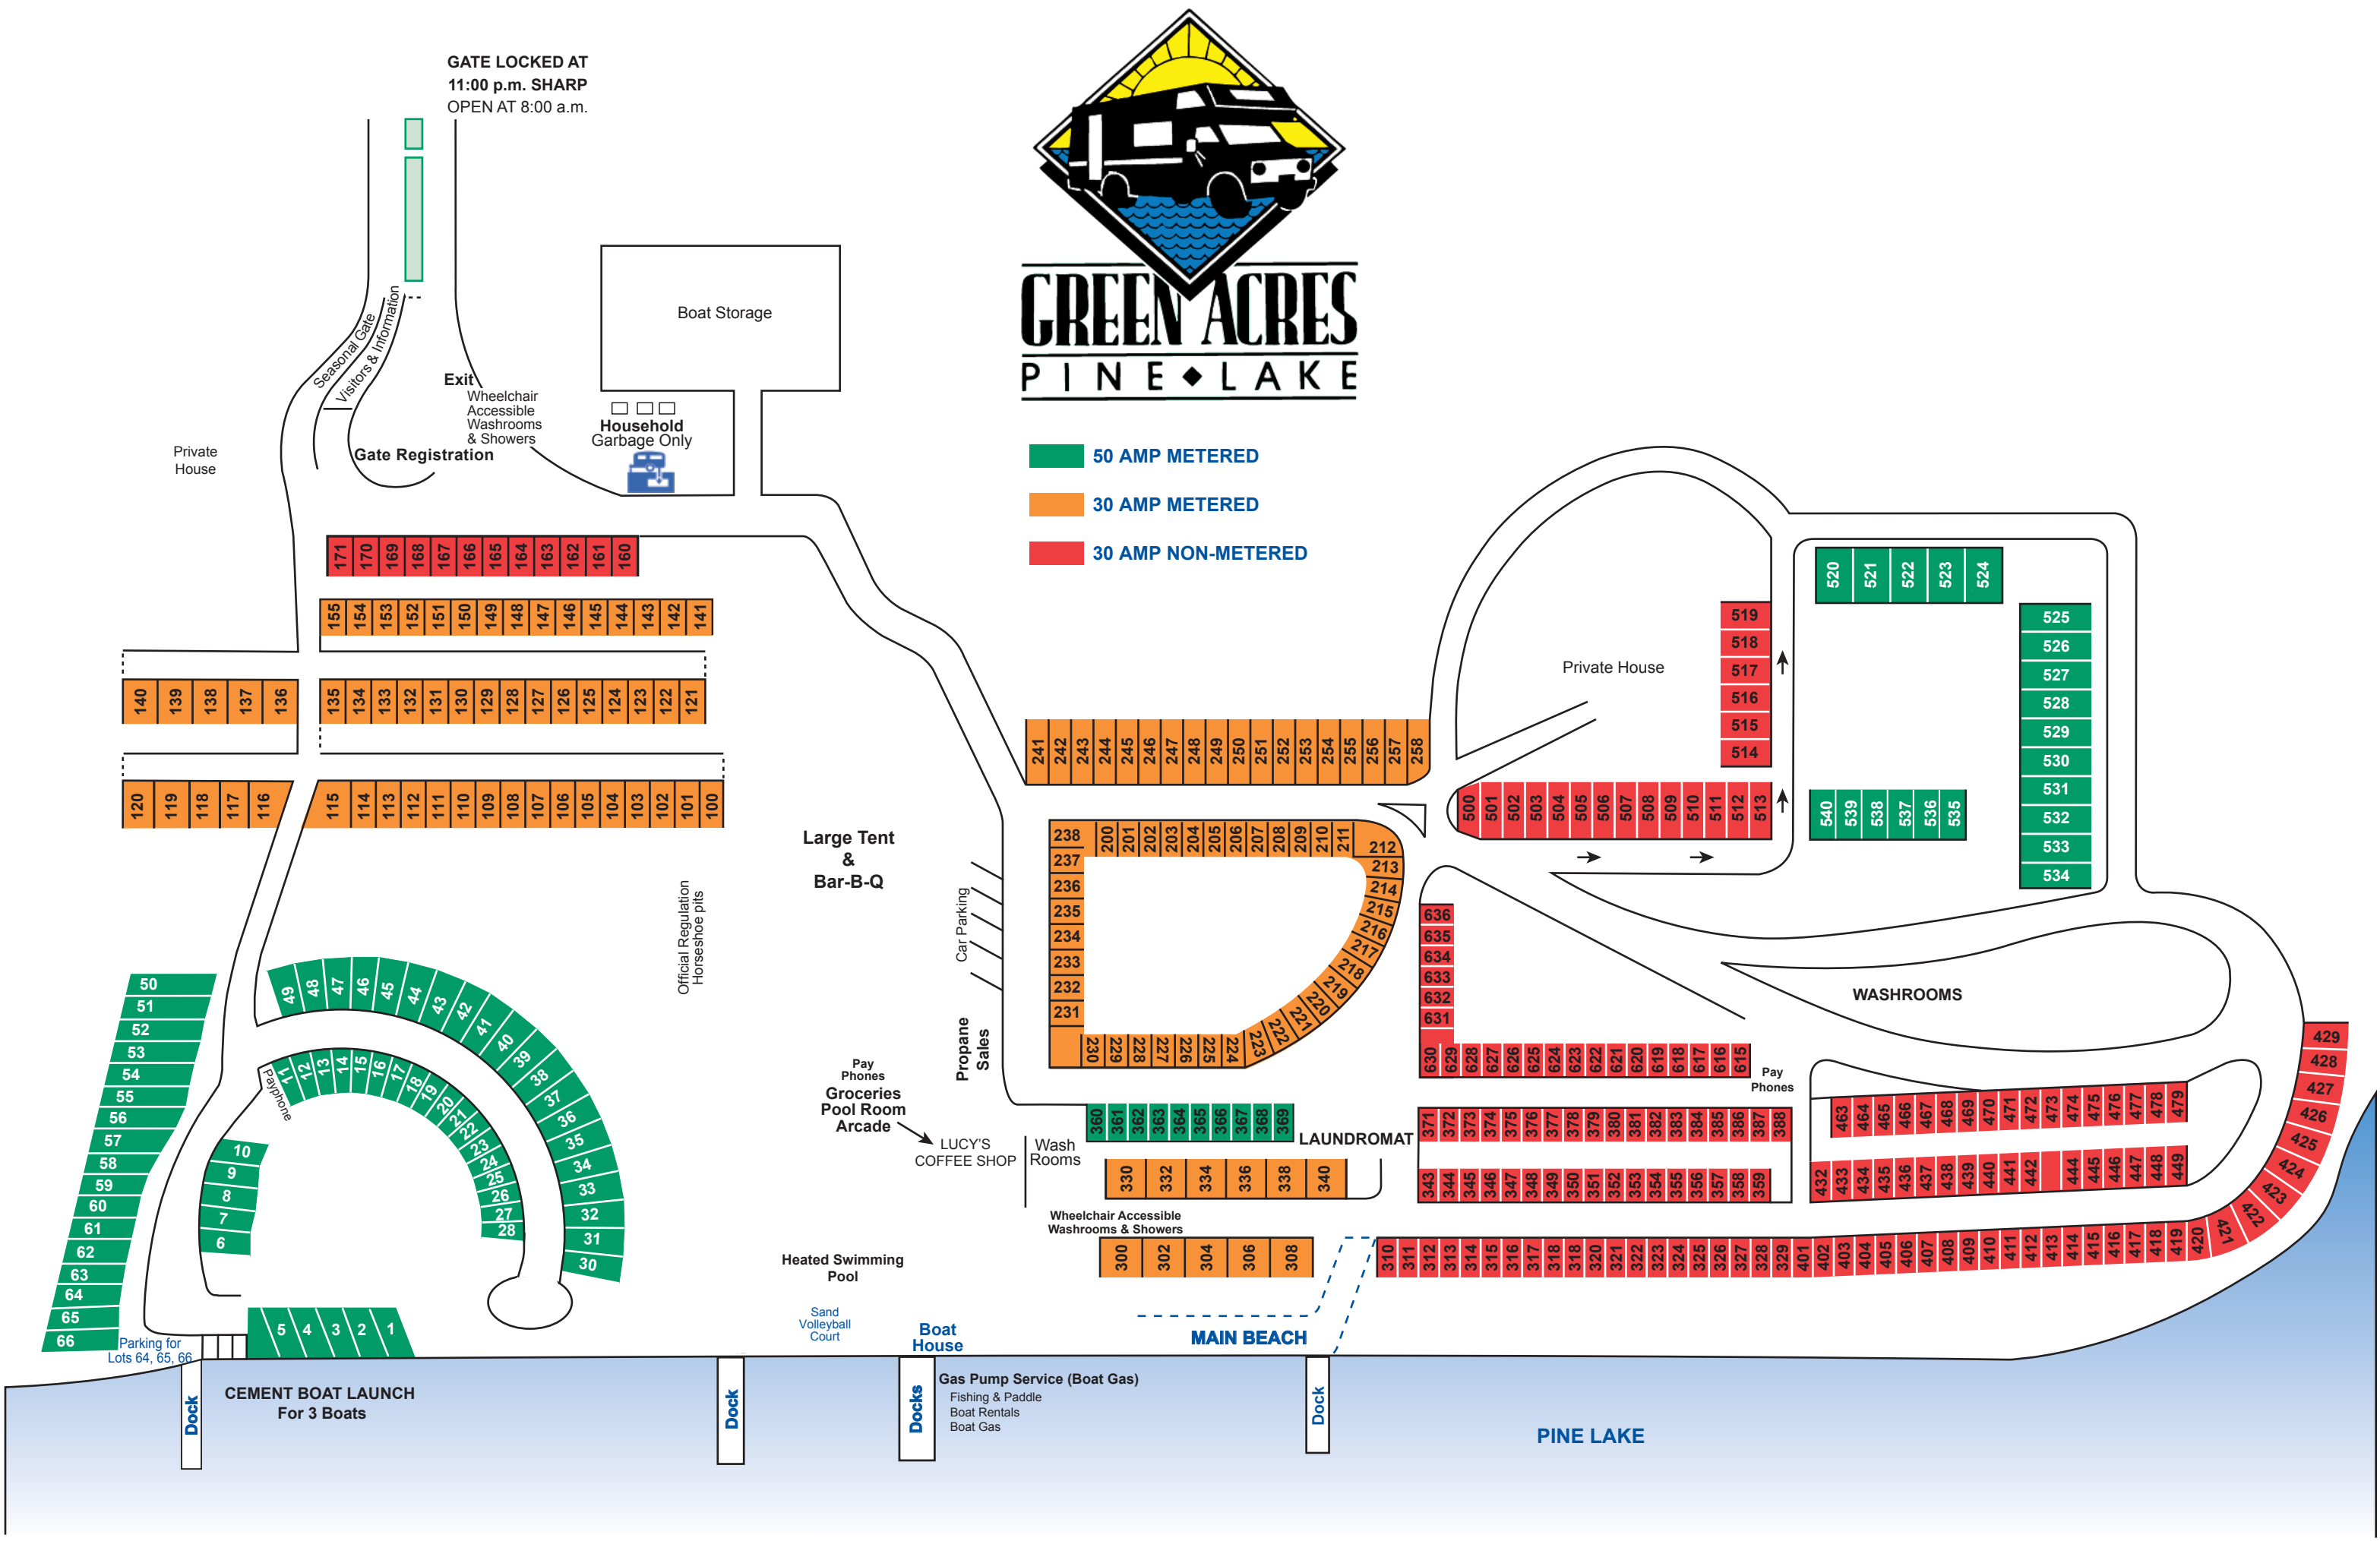 GATE LOCKED AT
11:00 p.m. SHARP
OPEN AT 8:00 a.m.
GREEN ACRES
PINE LAKE
Seasonal Gate
Visitors & Information
Exit
Wheelchair
Accessible
Washrooms
& Showers
Gate Registration
Private
House
Boat Storage
Household
Garbage Only
50 AMP METERED
30 AMP METERED
30 AMP NON-METERED
171 170 169 168 167 166 165 164 163 162 161 160
155 154 153 152 151 150 149 148 147 146 145 144 143 142 141
140 139 138 137 136
135 134 133 132 131 130 129 128 127 126 125 124 123 122 121
120 119 118 117 116
115 114 113 112 111 110 109 108 107 106 105 104 103 102 101 100
Large Tent
&
Bar-B-Q
Official Regulation
Horseshoe pits
Car Parking
Propane
Sales
241 242 243 244 245 246 247 248 249 250 251 252 253 254 255 256 257 258
238 200 201 202 203 204 205 206 207 208 209 210 211 212
237
236
235
234
233
232
231
213
214
215
216
217
218
219
220
221
222
223
230 229 228 227 226 225 224
Private House
519
518
517
516
515
514
500 501 502 503 504 505 506 507 508 509 510 511 512 513
520 521 522 523 524
525
526
527
528
529
530
531
532
533
534
540 539 538 537 536 535
WASHROOMS
636
635
634
633
632
631
630 629 628 627 626 625 624 623 622 621 620 619 618 617 616 615
Pay
Phones
371 372 373 374 375 376 377 378 379 380 381 382 383 384 385 386 387 388
343 344 345 346 347 348 349 350 351 352 353 354 355 356 357 358 359
463 464 465 466 467 468 469 470 471 472 473 474 475 476 477 478 479
432 433 434 435 436 437 438 439 440 441 442 444 445 446 447 448 449
429
428
427
426
425
424
423
422
421
310 311 312 313 314 315 316 317 318 318 320 321 322 323 324 325 326 327 328 329 401 402 403 404 405 406 407 408 409 410 411 412 413 414 415 416 417 418 419 420
50
51
52
53
54
55
56
57
58
59
60
61
62
63
64
65
66
49 48 47 46 45 44 43 42 41 40 39 38 37 36 35 34 33 32 31 30
Payphone
11 12 13 14 15 16 17 18 19 20 21 22 23 24 25 26 27 28
10
9
8
7
6
5 4 3 2 1
Parking for
Lots 64, 65, 66
Pay
Phones
Groceries
Pool Room
Arcade
LUCY'S
COFFEE SHOP
Wash
Rooms
360 361 362 363 364 365 366 367 368 369
LAUNDROMAT
330 332 334 336 338 340
Wheelchair Accessible
Washrooms & Showers
300 302 304 306 308
Heated Swimming
Pool
Sand
Volleyball
Court
Boat
House
MAIN BEACH
Dock
CEMENT BOAT LAUNCH
For 3 Boats
Dock
Docks
Gas Pump Service (Boat Gas)
Fishing & Paddle
Boat Rentals
Boat Gas
Dock
PINE LAKE